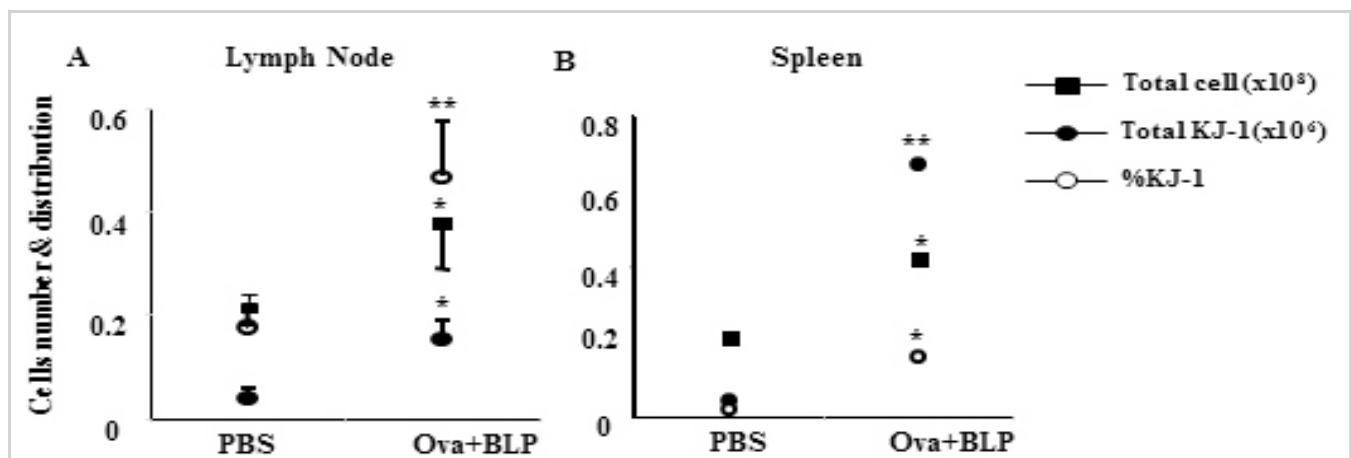 A Lymph Node
B Spleen
Cells number & distribution
0.6
0.4
0.2
0
**
*
*
PBS Ova+BLP
0.8
0.6
0.4
0.2
0
**
*
*
PBS Ova+BLP
Total cell(x10⁸)
Total KJ-1(x10⁶)
%KJ-1